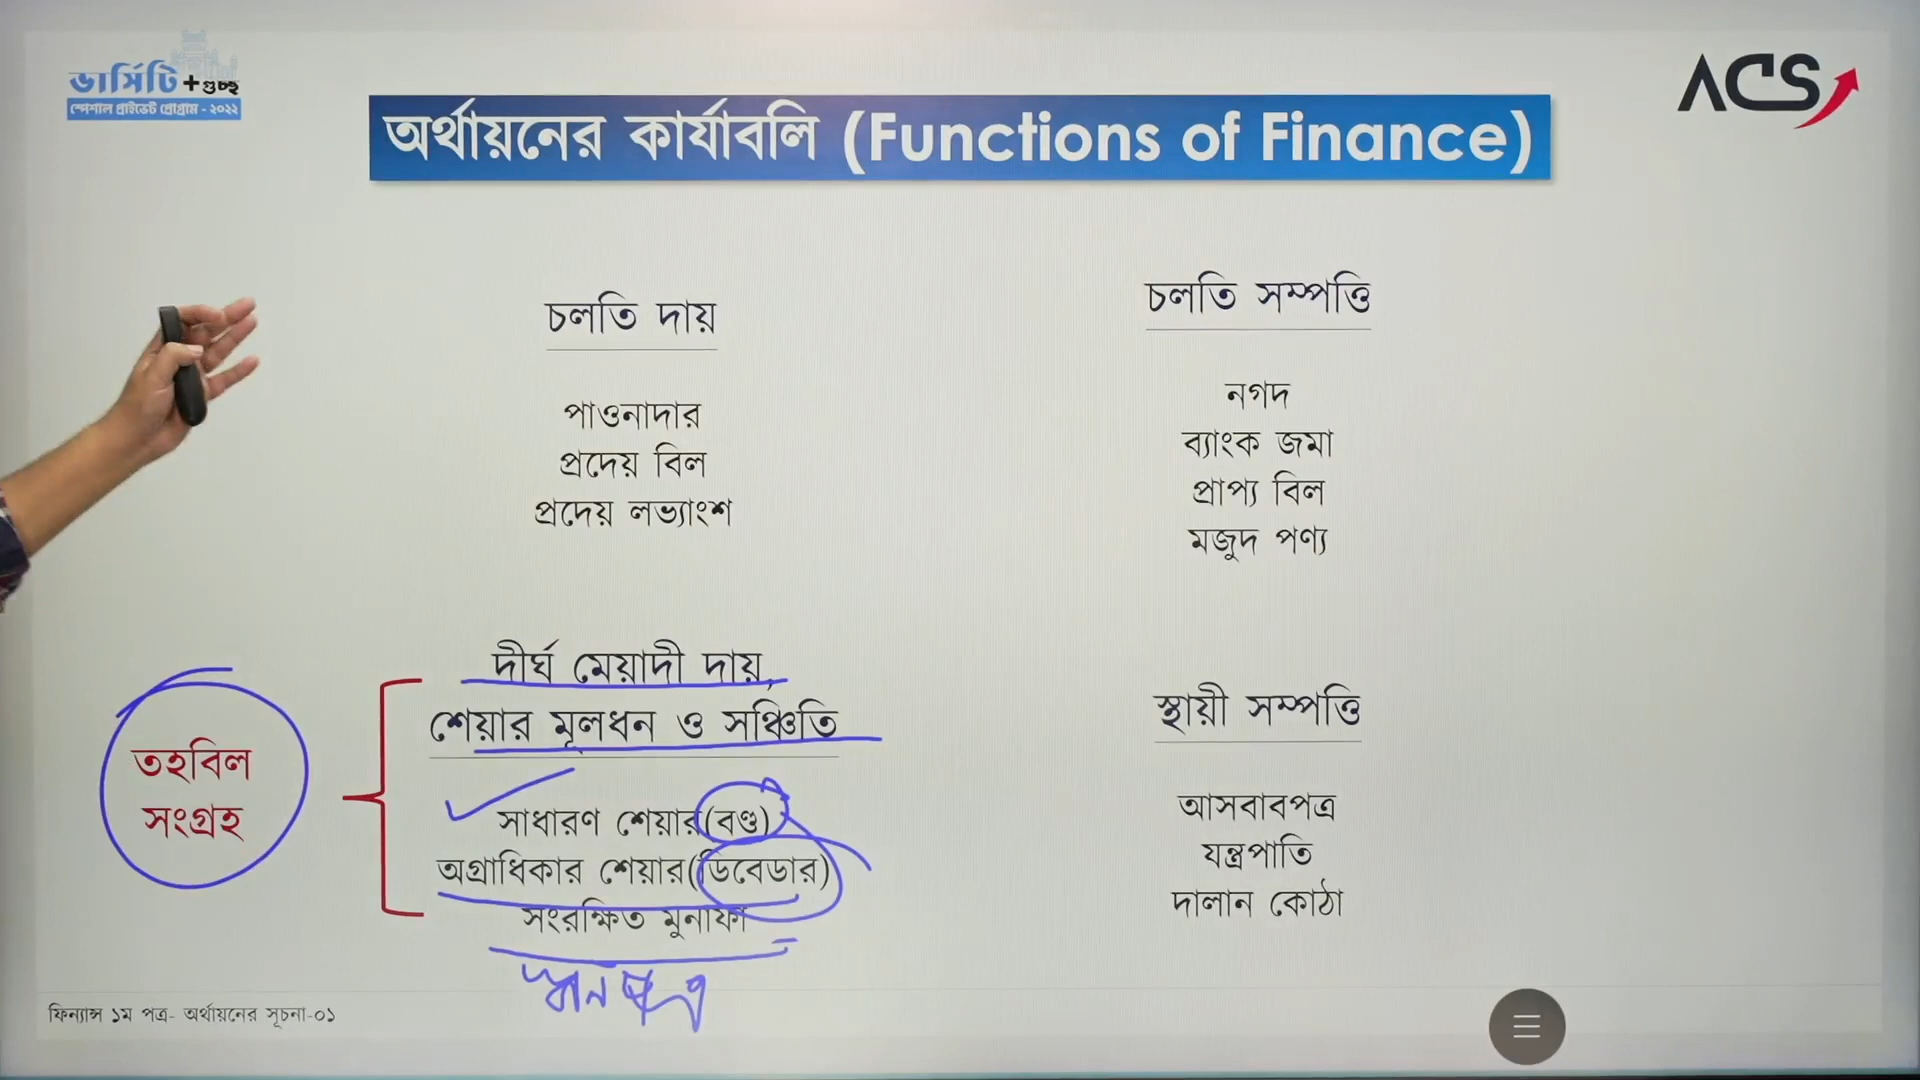 ভার্সিটি + গুচ্ছ
স্পেশাল প্রাইভেট প্রোগ্রাম - ২০২২
ACS
অর্থায়নের কার্যাবলি (Functions of Finance)
চলতি দায়
পাওনাদার
প্রদেয় বিল
প্রদেয় লভ্যাংশ
চলতি সম্পত্তি
নগদ
ব্যাংক জমা
প্রাপ্য বিল
মজুদ পণ্য
তহবিল
সংগ্রহ
দীর্ঘ মেয়াদী দায়,
শেয়ার মূলধন ও সঞ্চিতি
সাধারণ শেয়ার(বণ্ড)
অগ্রাধিকার শেয়ার(ডিবেডার)
সংরক্ষিত মুনাফা
স্থায়ী সম্পত্তি
আসবাবপত্র
যন্ত্রপাতি
দালান কোঠা
ফিন্যান্স ১ম পত্র- অর্থায়নের সূচনা-০১